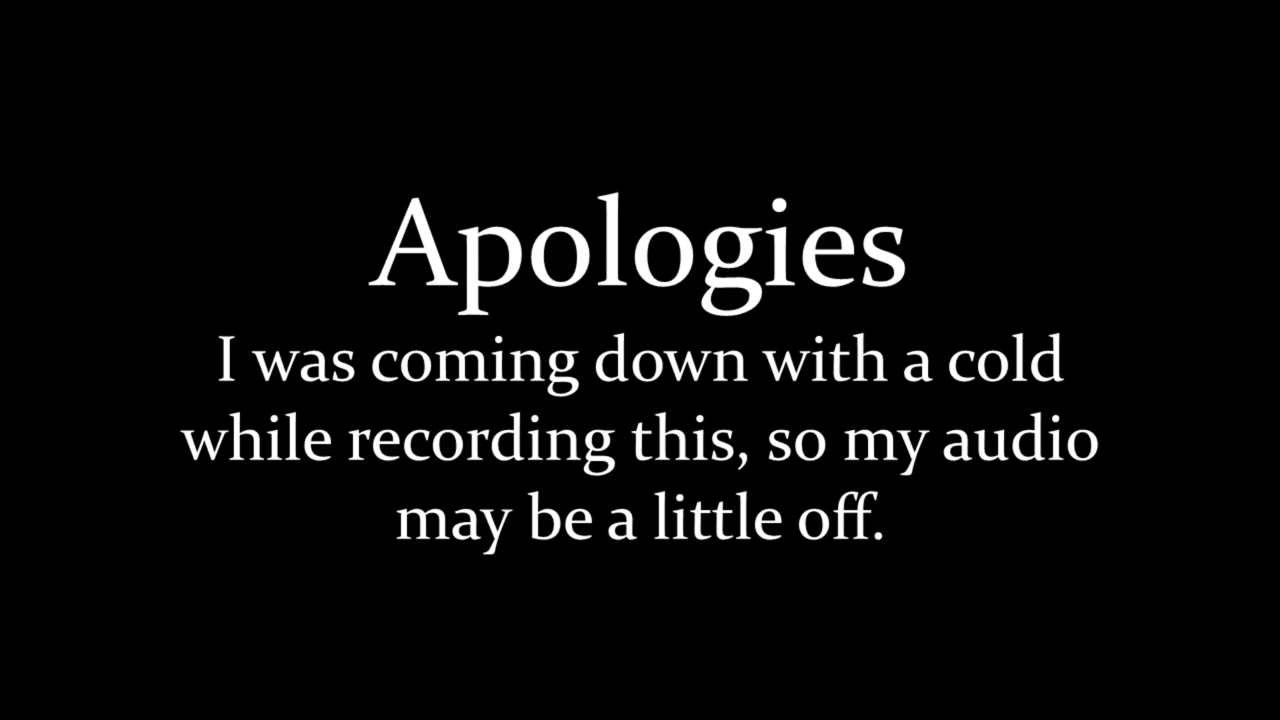 Apologies
I was coming down with a cold
while recording this, so my audio
may be a little off.